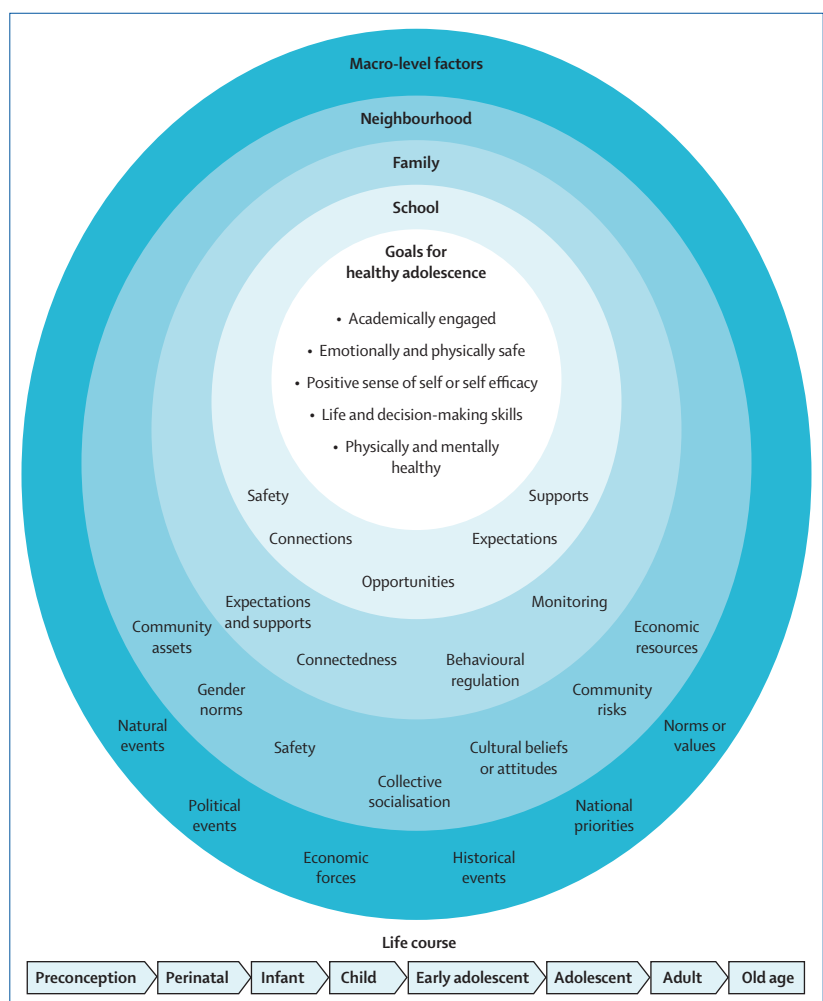 Macro-level factors
Neighbourhood
Family
School
Goals for
healthy adolescence
• Academically engaged
• Emotionally and physically safe
• Positive sense of self or self efficacy
• Life and decision-making skills
• Physically and mentally
healthy
Safety
Supports
Connections
Expectations
Opportunities
Expectations
and supports
Monitoring
Connectedness
Behavioural
regulation
Community
assets
Economic
resources
Gender
norms
Community
risks
Safety
Cultural beliefs
or attitudes
Collective
socialisation
Natural
events
Norms or
values
Political
events
National
priorities
Economic
forces
Historical
events
Life course
Preconception
Perinatal
Infant
Child
Early adolescent
Adolescent
Adult
Old age